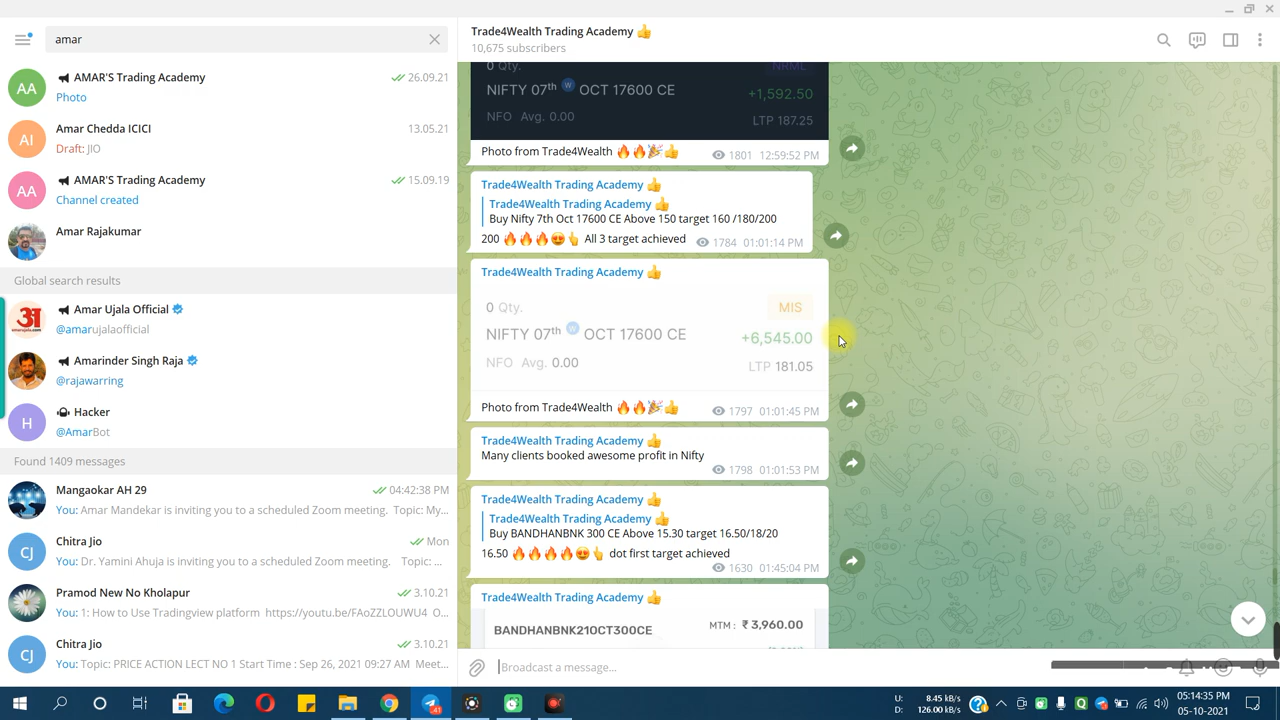 amar
AA
AMAR'S Trading Academy
26.09.21
Photo
AI
Amar Chedda ICICI
13.05.21
Draft: JIO
AA
AMAR'S Trading Academy
15.09.19
Channel created
Amar Rajakumar
Global search results
Amar Ujala Official
@amarujalaofficial
Amarinder Singh Raja
@rajawarring
H
Hacker
@AmarBot
Found 1409 messages
Mangaokar AH 29
04:42:38 PM
You: Amar Mandekar is inviting you to a scheduled Zoom meeting. Topic: My...
CJ
Chitra Jio
Mon
You: Dr. Yamini Ahuja is inviting you to a scheduled Zoom meeting. Topic: ...
Pramod New No Kholapur
3.10.21
You: 1: How to Use Tradingview platform https://youtu.be/FAoZZLOUWU4 O...
CJ
Chitra Jio
3.10.21
You: Topic: PRICE ACTION LECT NO 1 Start Time : Sep 26, 2021 09:27 AM Meet...
Trade4Wealth Trading Academy 👍
10,675 subscribers
0 Qty.
NRML
NIFTY 07th W OCT 17600 CE
+1,592.50
NFO Avg. 0.00
LTP 187.25
Photo from Trade4Wealth 🔥🔥🎉👍
1801 12:59:52 PM
Trade4Wealth Trading Academy 👍
Trade4Wealth Trading Academy 👍
Buy Nifty 7th Oct 17600 CE Above 150 target 160 /180/200
200 🔥🔥🔥😍👆 All 3 target achieved
1784 01:01:14 PM
Trade4Wealth Trading Academy 👍
0 Qty.
MIS
NIFTY 07th W OCT 17600 CE
+6,545.00
NFO Avg. 0.00
LTP 181.05
Photo from Trade4Wealth 🔥🔥🎉👍
1797 01:01:45 PM
Trade4Wealth Trading Academy 👍
Many clients booked awesome profit in Nifty
1798 01:01:53 PM
Trade4Wealth Trading Academy 👍
Trade4Wealth Trading Academy 👍
Buy BANDHANBNK 300 CE Above 15.30 target 16.50/18/20
16.50 🔥🔥🔥🔥😍👆 dot first target achieved
1630 01:45:04 PM
Trade4Wealth Trading Academy 👍
BANDHANBNK21OCT300CE
MTM : ₹ 3,960.00
Broadcast a message...
41
U: 8.45 kB/s
D: 126.00 kB/s
05:14:35 PM
05-10-2021